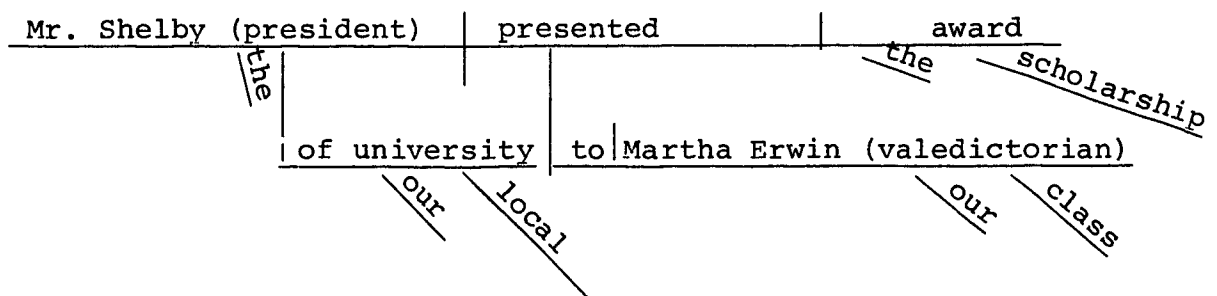 Mr. Shelby (president) presented award
the the scholarship
of university to Martha Erwin (valedictorian)
our local our class